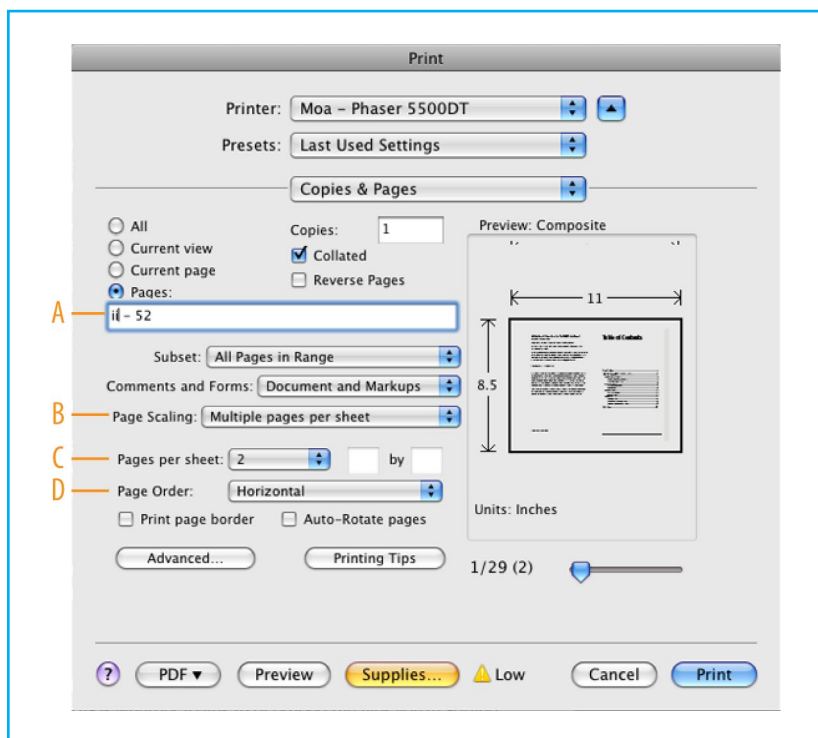 Print
Printer: Moa – Phaser 5500DT
Presets: Last Used Settings
Copies & Pages
All
Current view
Current page
Pages:
Copies: 1
Collated
Reverse Pages
A
ii – 52
Subset: All Pages in Range
Comments and Forms: Document and Markups
B
Page Scaling: Multiple pages per sheet
C
Pages per sheet: 2 by
D
Page Order: Horizontal
Print page border
Auto-Rotate pages
Advanced...
Printing Tips
Preview: Composite
11
8.5
Table of Contents
Units: Inches
1/29 (2)
?
PDF ▼
Preview
Supplies...
Low
Cancel
Print